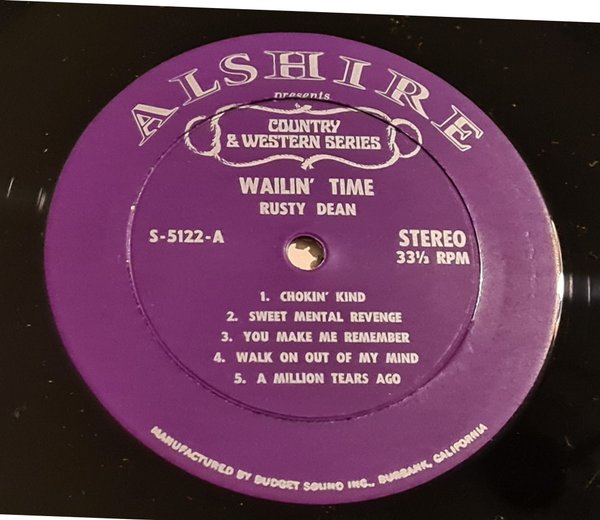 ALSHIRE
presents
COUNTRY
& WESTERN SERIES
WAILIN' TIME
RUSTY DEAN
S-5122-A
STEREO
33⅓ RPM
1. CHOKIN' KIND
2. SWEET MENTAL REVENGE
3. YOU MAKE ME REMEMBER
4. WALK ON OUT OF MY MIND
5. A MILLION TEARS AGO
MANUFACTURED BY BUDGET SOUND INC., BURBANK, CALIFORNIA